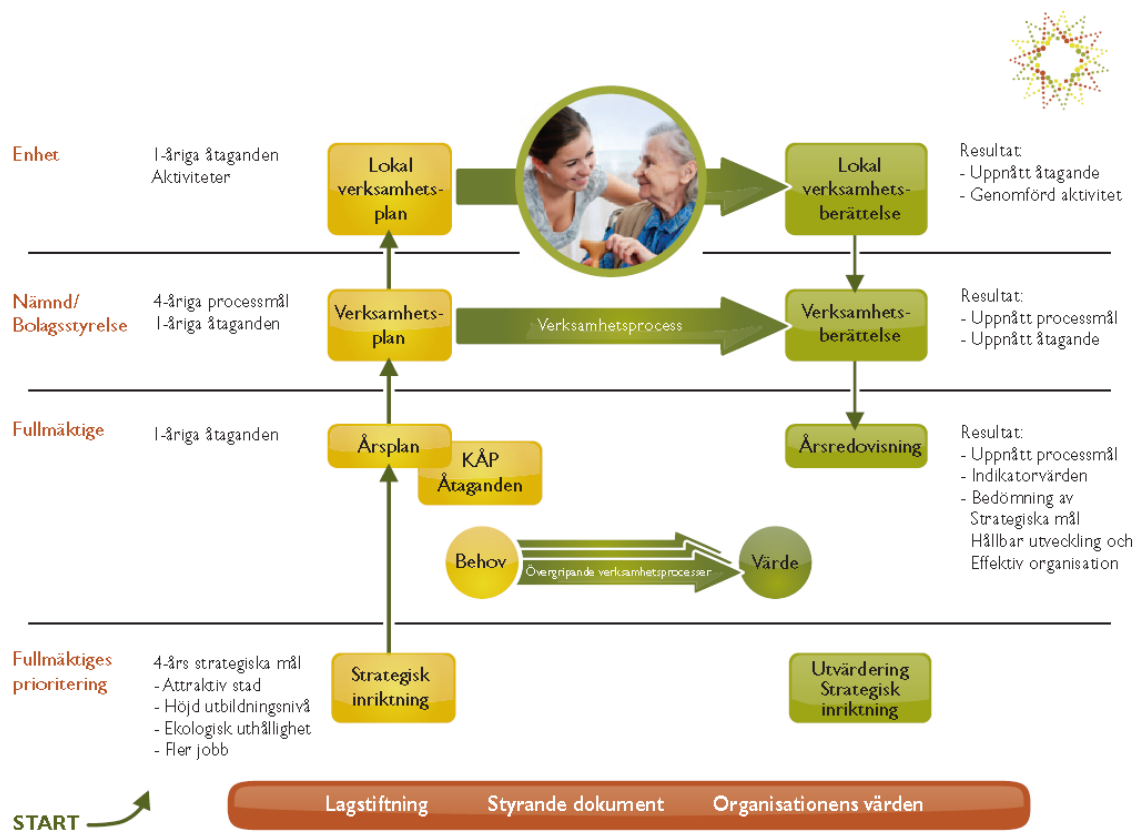 Enhet
1-åriga åtaganden
Aktiviteter
Lokal
verksamhets-
plan
Lokal
verksamhets-
berättelse
Resultat:
- Uppnått åtagande
- Genomförd aktivitet
Nämnd/
Bolagsstyrelse
4-åriga processmål
1-åriga åtaganden
Verksamhets-
plan
Verksamhetsprocess
Verksamhets-
berättelse
Resultat:
- Uppnått processmål
- Uppnått åtagande
Fullmäktige
1-åriga åtaganden
Årsplan
KÅP
Åtaganden
Årsredovisning
Resultat:
- Uppnått processmål
- Indikatorvärden
- Bedömning av
Strategiska mål
Hållbar utveckling och
Effektiv organisation
Behov
Övergripande verksamhetsprocesser
Värde
Fullmäktiges
prioritering
4-års strategiska mål
- Attraktiv stad
- Höjd utbildningsnivå
- Ekologisk uthållighet
- Fler jobb
Strategisk
inriktning
Utvärdering
Strategisk
inriktning
START
Lagstiftning Styrande dokument Organisationens värden